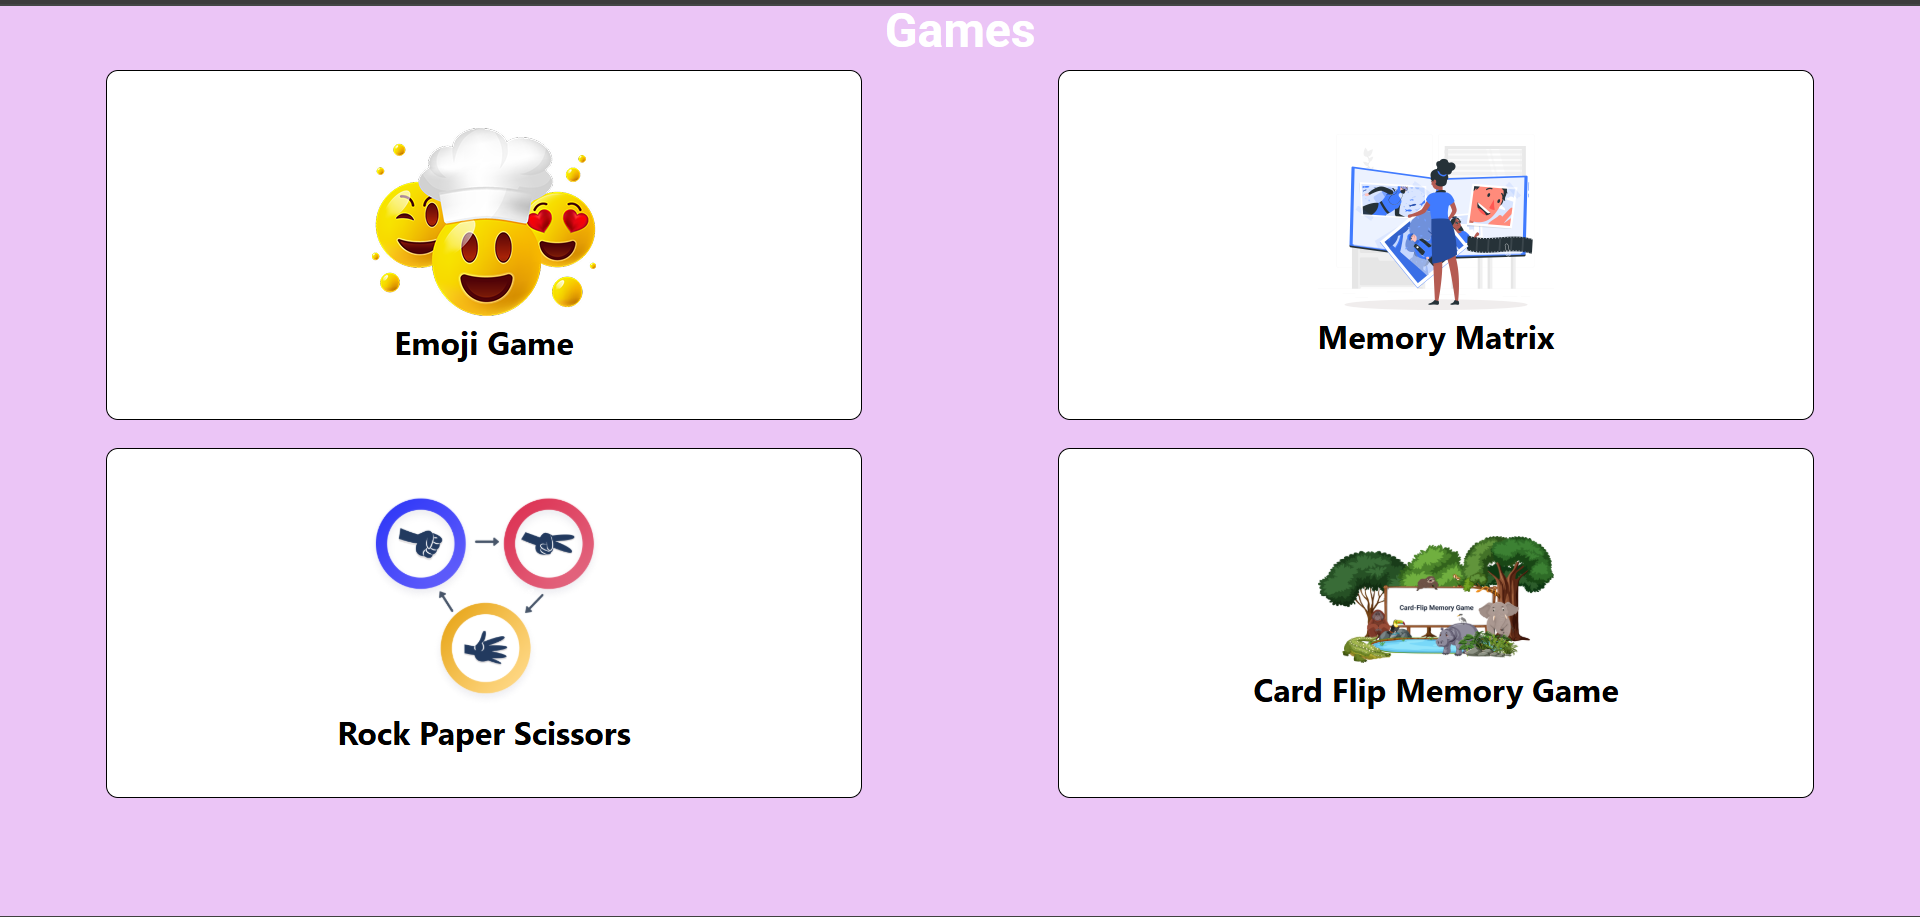 Games
Emoji Game
Memory Matrix
Rock Paper Scissors
Card-Flip Memory Game
Card Flip Memory Game